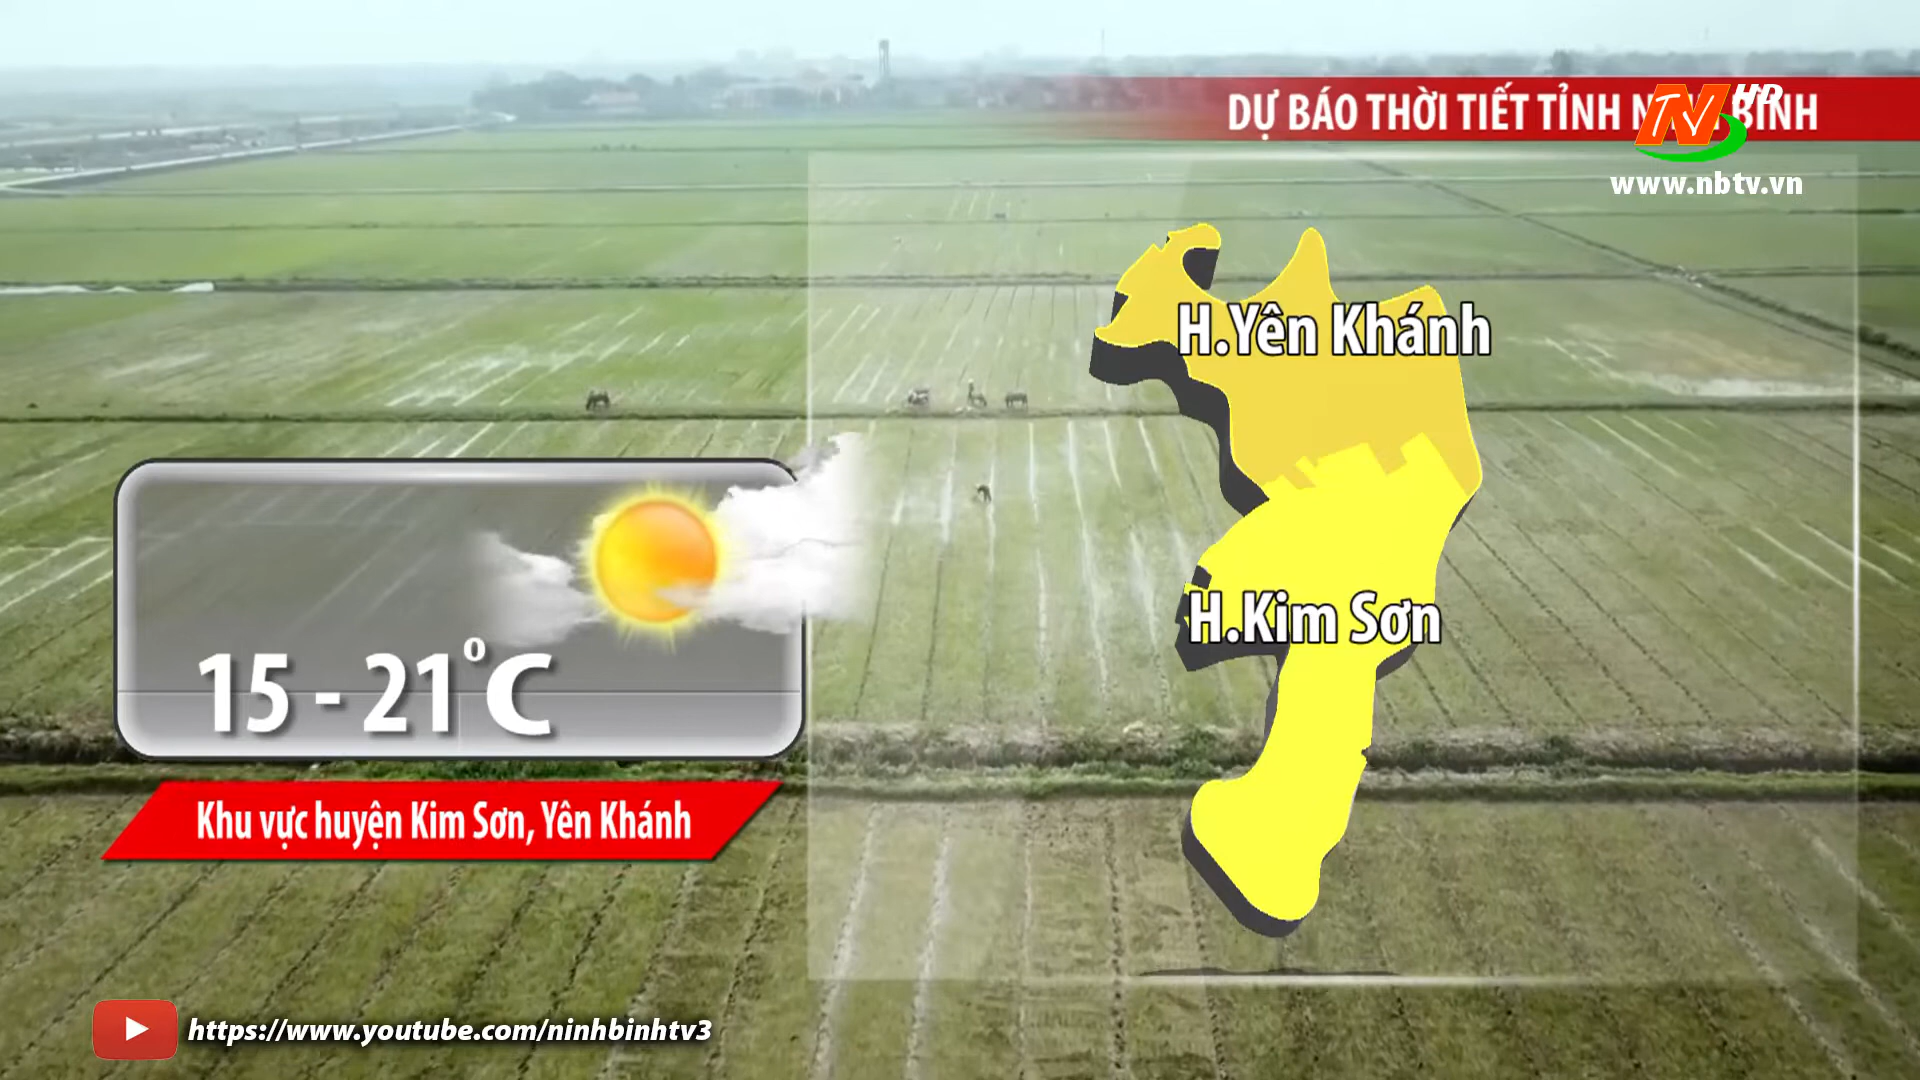 DỰ BÁO THỜI TIẾT TỈNH BÌNH
HD
www.nbtv.vn
H.Yên Khánh
H.Kim Sơn
15 - 21°C
Khu vực huyện Kim Sơn, Yên Khánh
https://www.youtube.com/ninhbinhtv3